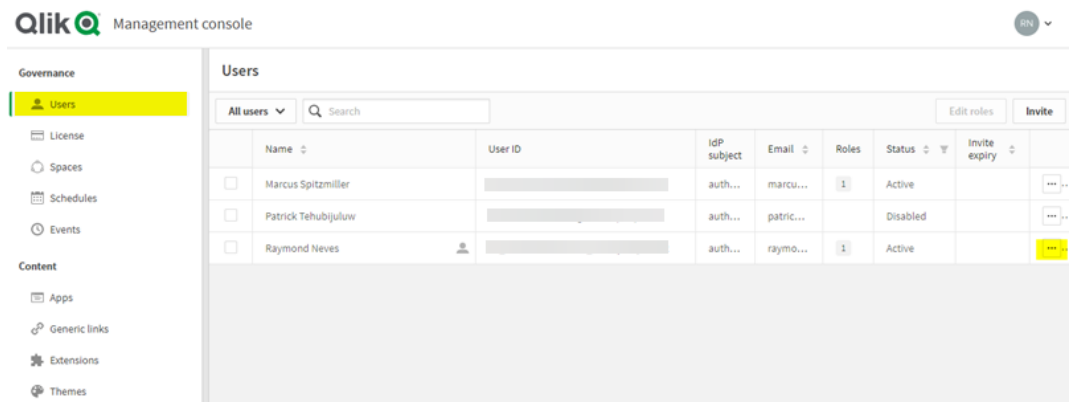 Qlik Management console RN
Governance
Users
License
Spaces
Schedules
Events
Content
Apps
Generic links
Extensions
Themes
Users
All users Search Edit roles Invite
Name User ID IdP subject Email Roles Status Invite expiry
Marcus Spitzmiller auth... marcu... 1 Active ...
Patrick Tehubijuluw auth... patric... Disabled ...
Raymond Neves auth... raymo... 1 Active ...